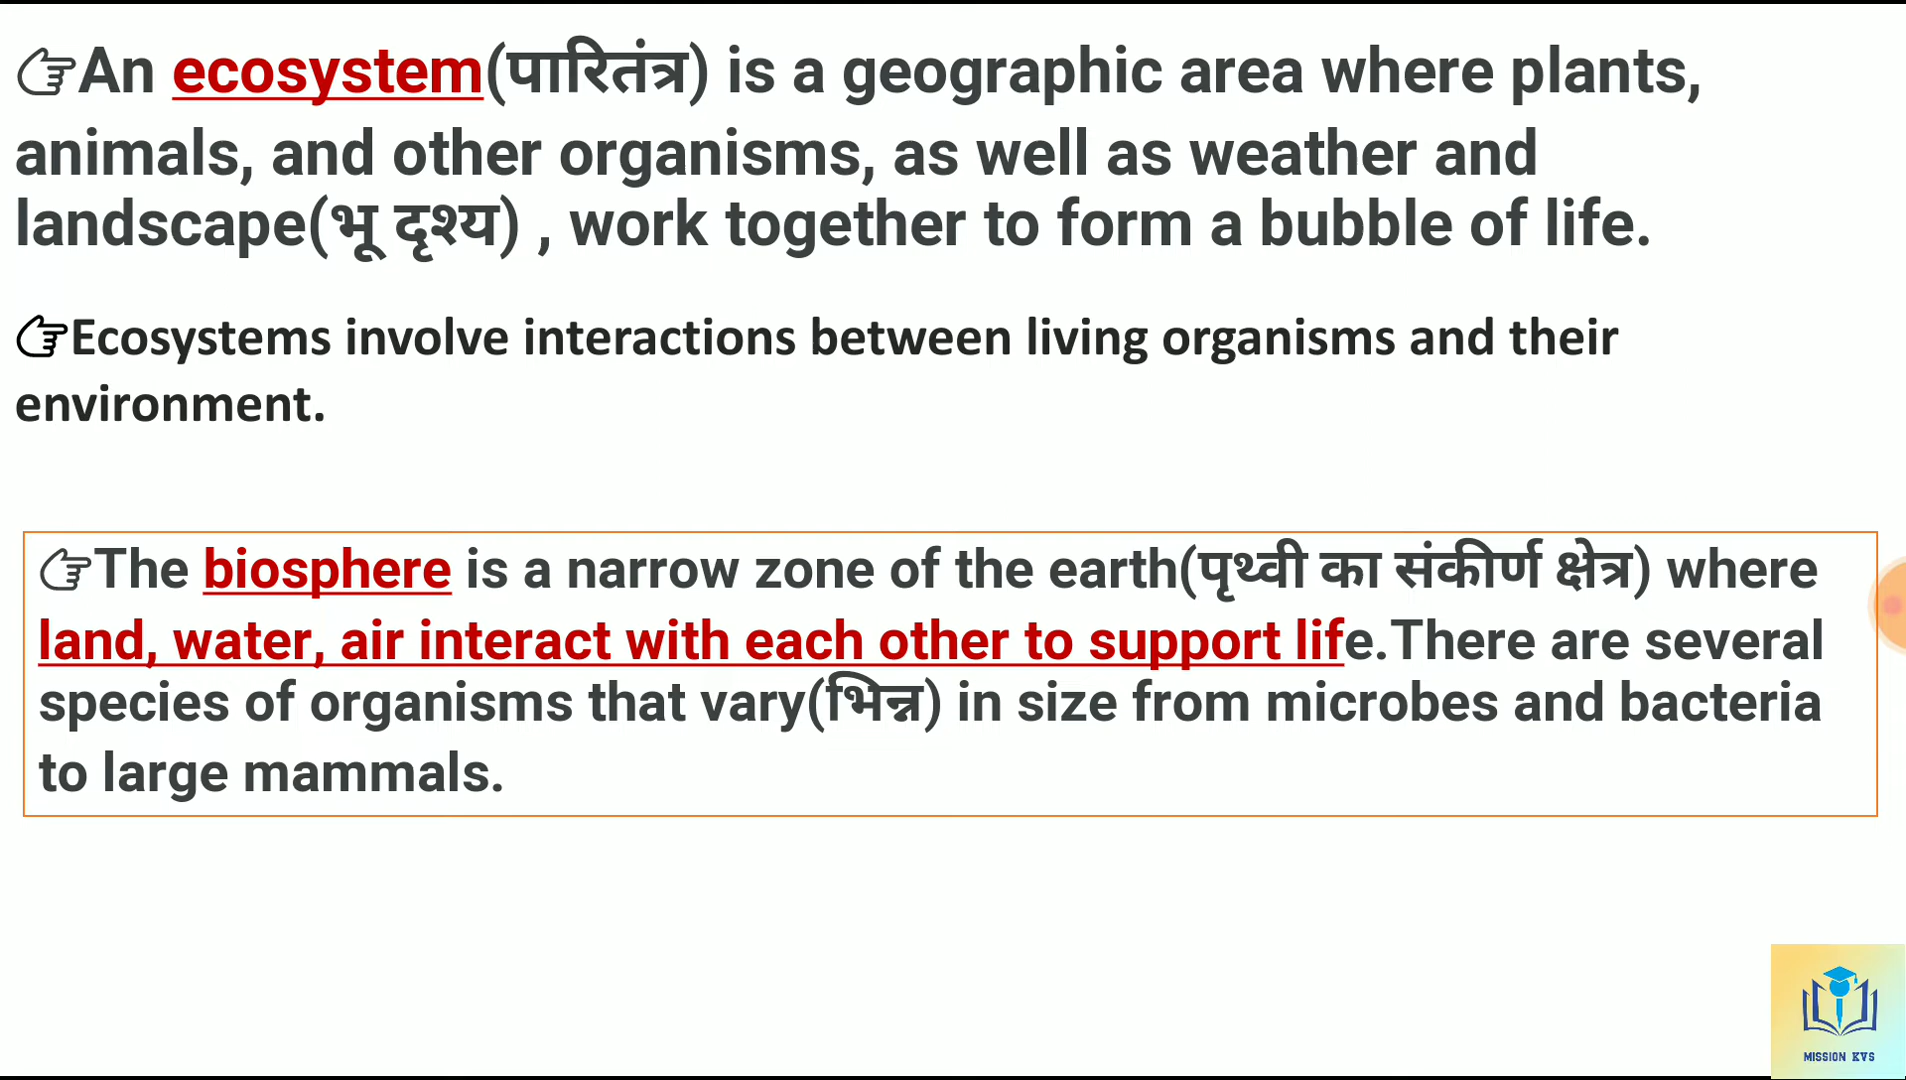 👉An ecosystem(पारितंत्र) is a geographic area where plants,
animals, and other organisms, as well as weather and
landscape(भू दृश्य) , work together to form a bubble of life.
👉Ecosystems involve interactions between living organisms and their
environment.
👉The biosphere is a narrow zone of the earth(पृथ्वी का संकीर्ण क्षेत्र) where
land, water, air interact with each other to support life.There are several
species of organisms that vary(भिन्न) in size from microbes and bacteria
to large mammals.
MISSION KVS